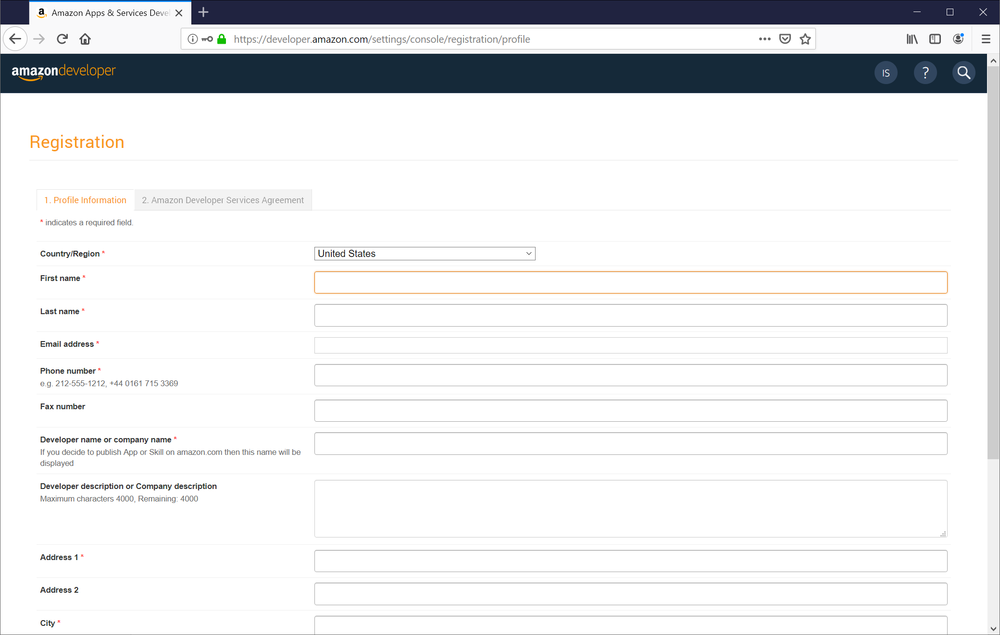 Amazon Apps & Services Devel
https://developer.amazon.com/settings/console/registration/profile
amazondeveloper
IS
?
Registration
1. Profile Information
2. Amazon Developer Services Agreement
* indicates a required field.
Country/Region *
United States
First name *
Last name *
Email address *
Phone number *
e.g. 212-555-1212, +44 0161 715 3369
Fax number
Developer name or company name *
If you decide to publish App or Skill on amazon.com then this name will be
displayed
Developer description or Company description
Maximum characters 4000, Remaining: 4000
Address 1 *
Address 2
City *